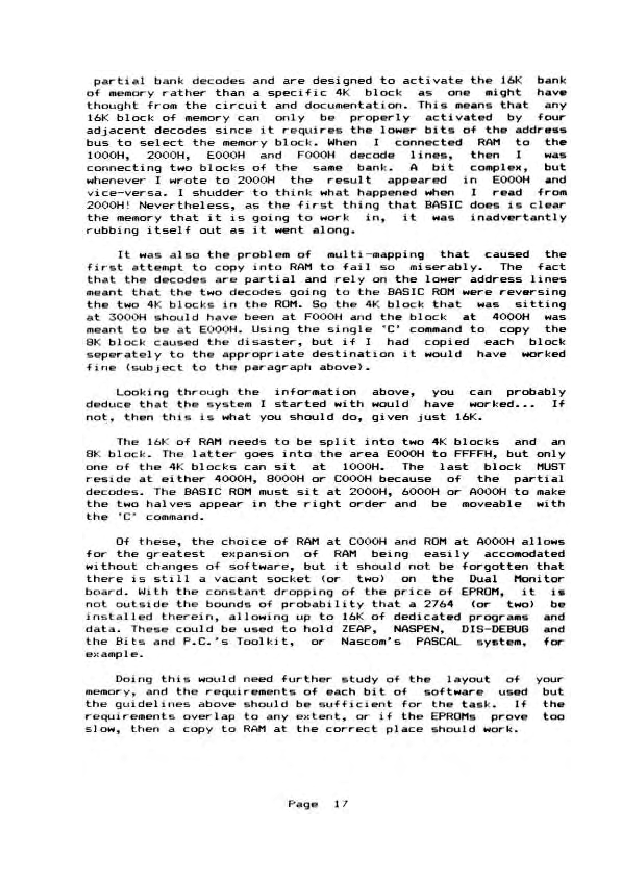 partial bank decodes and are designed to activate the 16K bank
of memory rather than a specific 4K block as one might have
thought from the circuit and documentation. This means that any
16K block of memory can only be properly activated by four
adjacent decodes since it requires the lower bits of the address
bus to select the memory block. When I connected RAM to the
1000H, 2000H, E000H and F000H decode lines, then I was
connecting two blocks of the same bank. A bit complex, but
whenever I wrote to 2000H the result appeared in E000H and
vice-versa. I shudder to think what happened when I read from
2000H! Nevertheless, as the first thing that BASIC does is clear
the memory that it is going to work in, it was inadvertantly
rubbing itself out as it went along.
It was also the problem of multi-mapping that caused the
first attempt to copy into RAM to fail so miserably. The fact
that the decodes are partial and rely on the lower address lines
meant that the two decodes going to the BASIC ROM were reversing
the two 4K blocks in the ROM. So the 4K block that was sitting
at 3000H should have been at F000H and the block at 4000H was
meant to be at E000H. Using the single 'C' command to copy the
8K block caused the disaster, but if I had copied each block
seperately to the appropriate destination it would have worked
fine (subject to the paragraph above).
Looking through the information above, you can probably
deduce that the system I started with would have worked... If
not, then this is what you should do, given just 16K.
The 16K of RAM needs to be split into two 4K blocks and an
8K block. The latter goes into the area E000H to FFFFH, but only
one of the 4K blocks can sit at 1000H. The last block MUST
reside at either 4000H, 8000H or C000H because of the partial
decodes. The BASIC ROM must sit at 2000H, 6000H or A000H to make
the two halves appear in the right order and be moveable with
the 'C' command.
Of these, the choice of RAM at C000H and ROM at A000H allows
for the greatest expansion of RAM being easily accomodated
without changes of software, but it should not be forgotten that
there is still a vacant socket (or two) on the Dual Monitor
board. With the constant dropping of the price of EPROM, it is
not outside the bounds of probability that a 2764 (or two) be
installed therein, allowing up to 16K of dedicated programs and
data. These could be used to hold ZEAP, NASPEN, DIS-DEBUG and
the Bits and P.C.'s Toolkit, or Nascom's PASCAL system, for
example.
Doing this would need further study of the layout of your
memory, and the requirements of each bit of software used but
the guidelines above should be sufficient for the task. If the
requirements overlap to any extent, or if the EPROMs prove too
slow, then a copy to RAM at the correct place should work.
Page 17